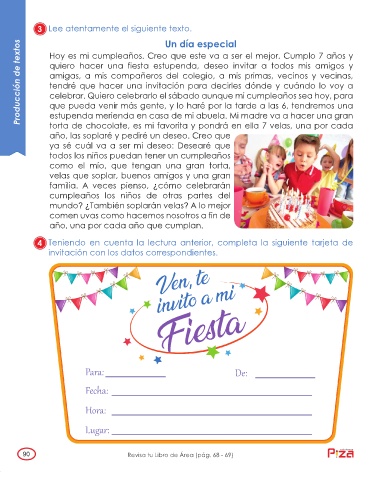 Producción de textos
3 Lee atentamente el siguiente texto.
Un día especial
Hoy es mi cumpleaños. Creo que este va a ser el mejor. Cumplo 7 años y
quiero hacer una fiesta estupenda, deseo invitar a todos mis amigos y
amigas, a mis compañeros del colegio, a mis primas, vecinos y vecinas,
tendré que hacer una invitación para decirles dónde y cuándo lo voy a
celebrar. Quiero celebrarlo el sábado aunque mi cumpleaños sea hoy, para
que pueda venir más gente, y lo haré por la tarde a las 6, tendremos una
estupenda merienda en casa de mi abuela. Mi madre va a hacer una gran
torta de chocolate, es mi favorita y pondrá en ella 7 velas, una por cada
año, las soplaré y pediré un deseo. Creo que
ya sé cuál va a ser mi deseo: Desearé que
todos los niños puedan tener un cumpleaños
como el mío, que tengan una gran torta,
velas que soplar, buenos amigos y una gran
familia. A veces pienso, ¿cómo celebrarán
cumpleaños los niños de otras partes del
mundo? ¿También soplarán velas? A lo mejor
comen uvas como hacemos nosotros a fin de
año, una por cada año que cumplan.
4 Teniendo en cuenta la lectura anterior, completa la siguiente tarjeta de
invitación con los datos correspondientes.
Ven, te
invito a mi
Fiesta
Para: ____________ De: ____________
Fecha: ____________
Hora: ____________
Lugar: ____________
90
Revisa tu Libro de Área (pág. 68 - 69)